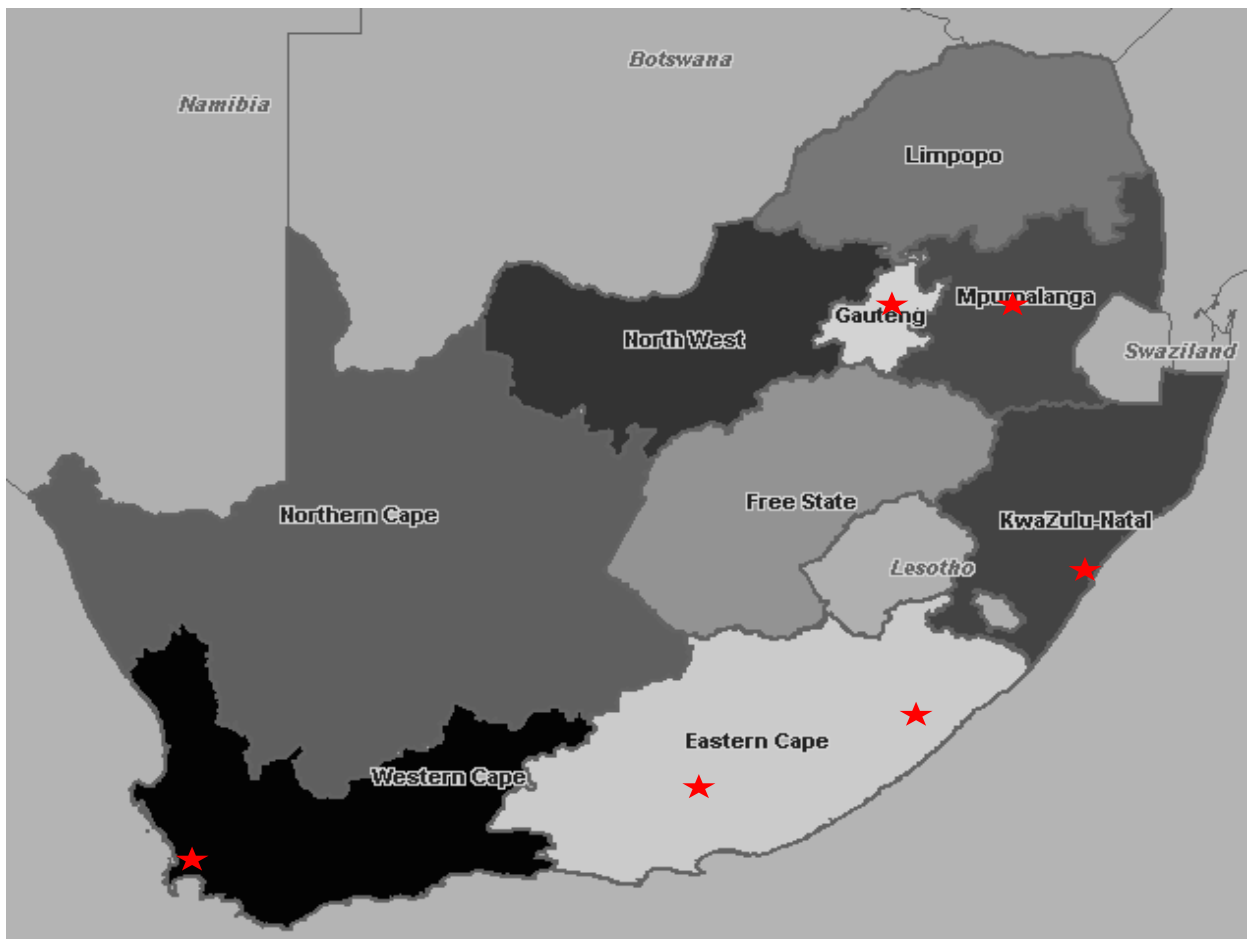 Botswana
Namibia
Limpopo
Mpumalanga
Gauteng
North West
Swaziland
Free State
Northern Cape
KwaZulu-Natal
Lesotho
Eastern Cape
Western Cape